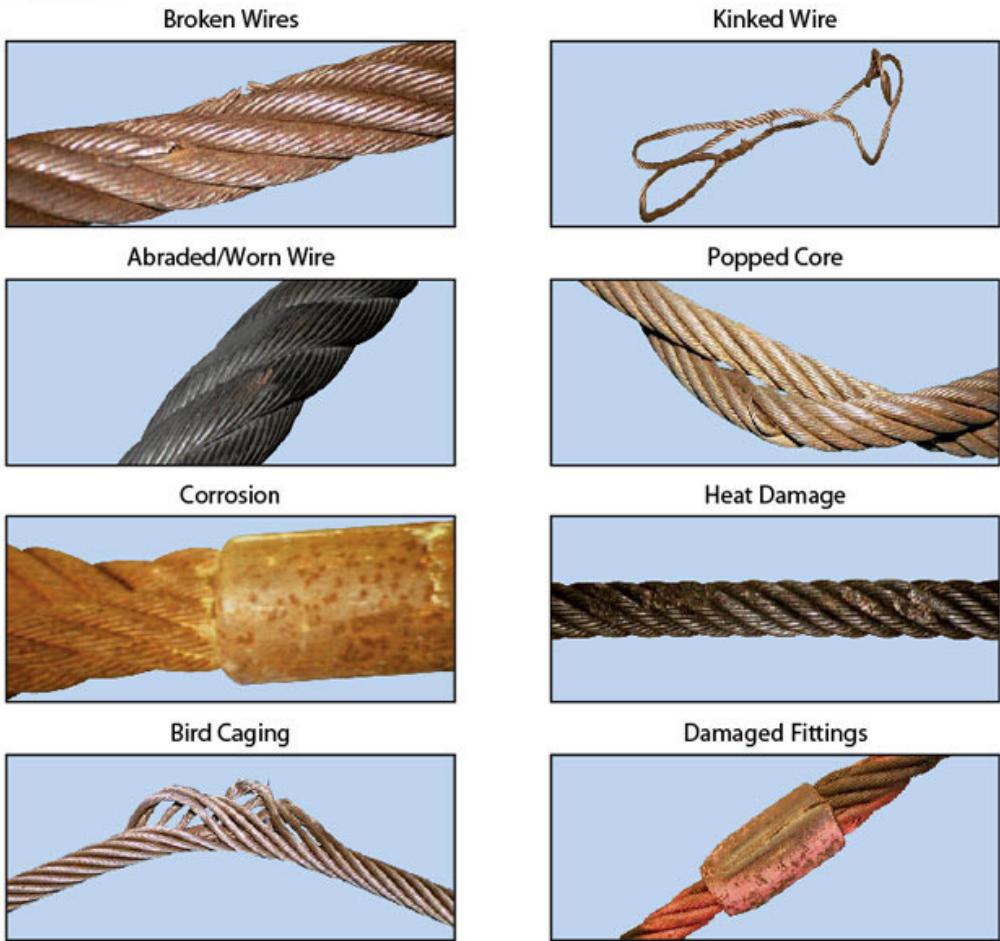 Broken Wires
Kinked Wire
Abraded/Worn Wire
Popped Core
Corrosion
Heat Damage
Bird Caging
Damaged Fittings